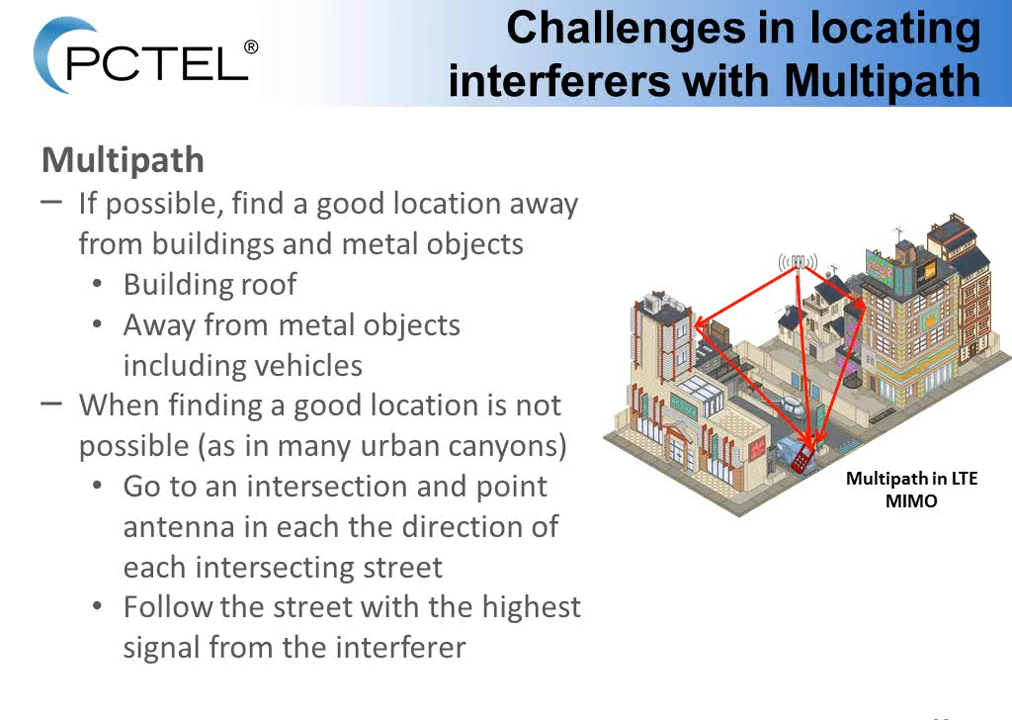 PCTEL®
Challenges in locating
interferers with Multipath
Multipath
– If possible, find a good location away
from buildings and metal objects
• Building roof
• Away from metal objects
including vehicles
– When finding a good location is not
possible (as in many urban canyons)
• Go to an intersection and point
antenna in each the direction of
each intersecting street
• Follow the street with the highest
signal from the interferer
Multipath in LTE
MIMO